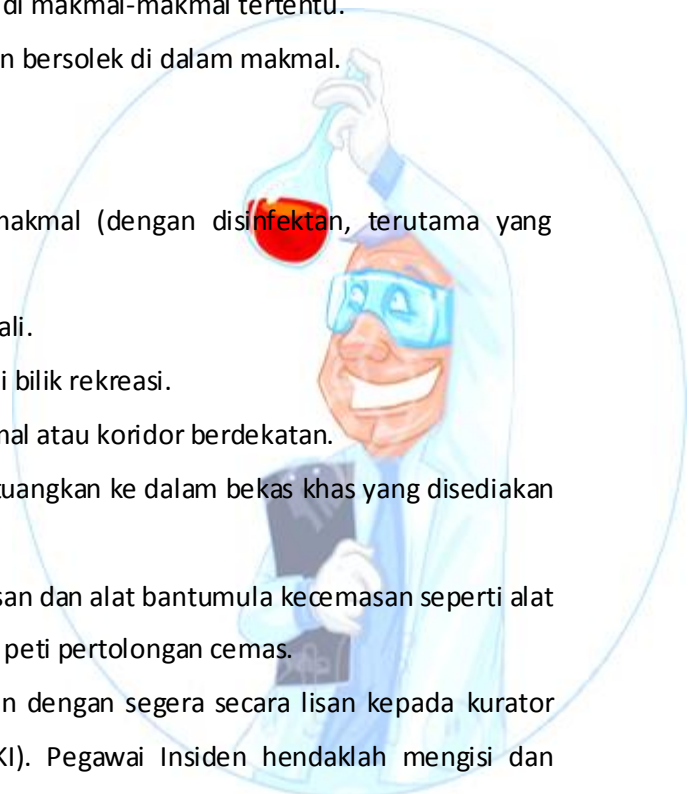 di makmal-makmal tertentu.
n bersolek di dalam makmal.
makmal (dengan disinfektan, terutama yang
ali.
i bilik rekreasi.
mal atau koridor berdekatan.
tuangkan ke dalam bekas khas yang disediakan
san dan alat bantumula kecemasan seperti alat
peti pertolongan cemas.
n dengan segera secara lisan kepada kurator
KI). Pegawai Insiden hendaklah mengisi dan